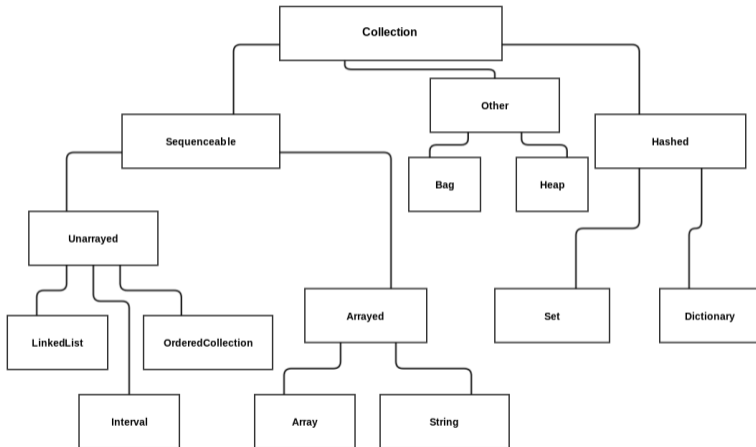 Collection
Other
Sequenceable
Hashed
Bag
Heap
Unarrayed
Arrayed
Set
Dictionary
LinkedList
OrderedCollection
Interval
Array
String